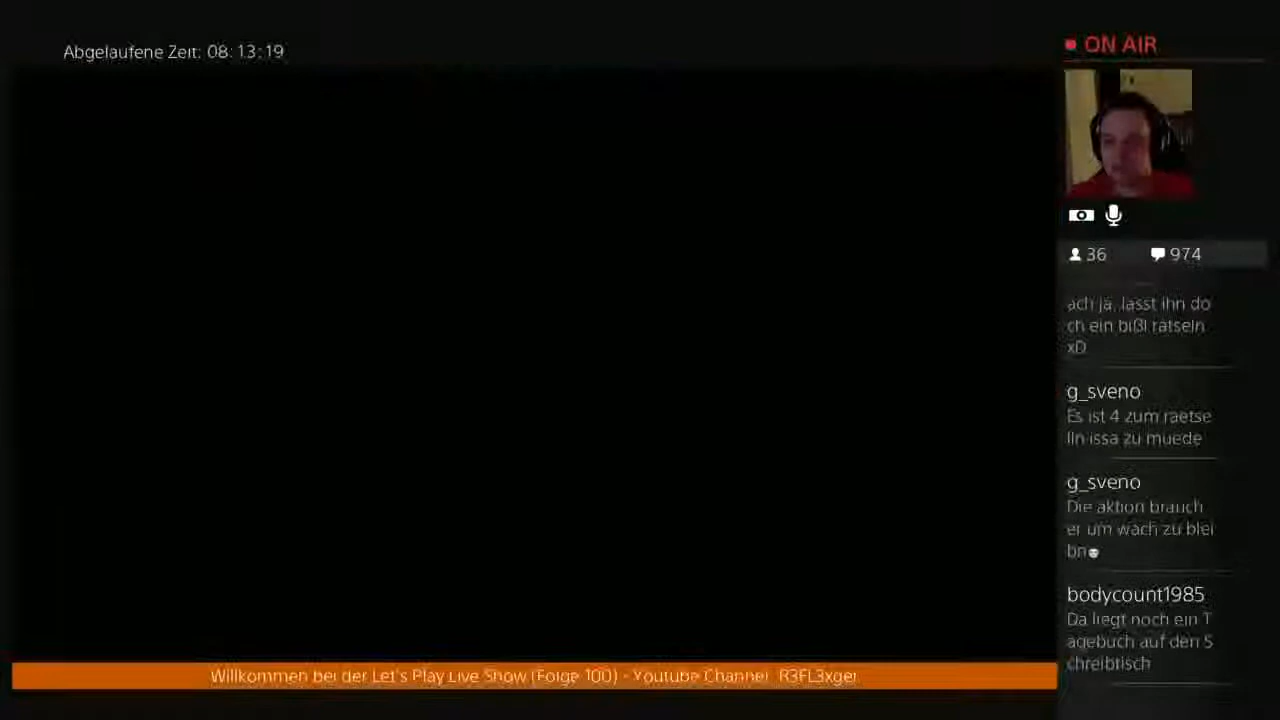 Abgelaufene Zeit: 08:13:19
ON AIR
36 974
ach ja, lasst ihn do
ch ein bißl rätseln
xD
g_sveno
Es ist 4 zum raetse
lln issa zu muede
g_sveno
Die aktion brauch
er um wach zu blei
bn
bodycount1985
Da liegt noch ein T
agebuch auf den S
chreibtisch
Willkommen bei der Let's Play Live Show (Folge 100) - Youtube Channel: R3FL3xger